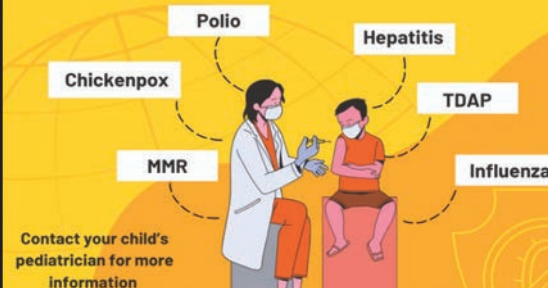 Polio
Hepatitis
Chickenpox
TDAP
MMR
Influenza
Contact your child's
pediatrician for more
information